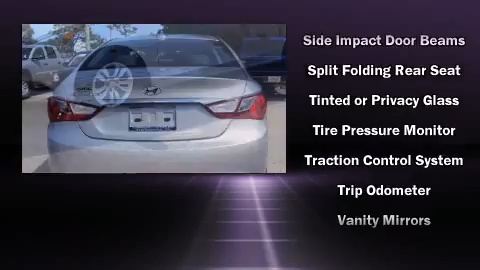 Side Impact Door Beams
Split Folding Rear Seat
Tinted or Privacy Glass
Tire Pressure Monitor
Traction Control System
Trip Odometer
Vanity Mirrors